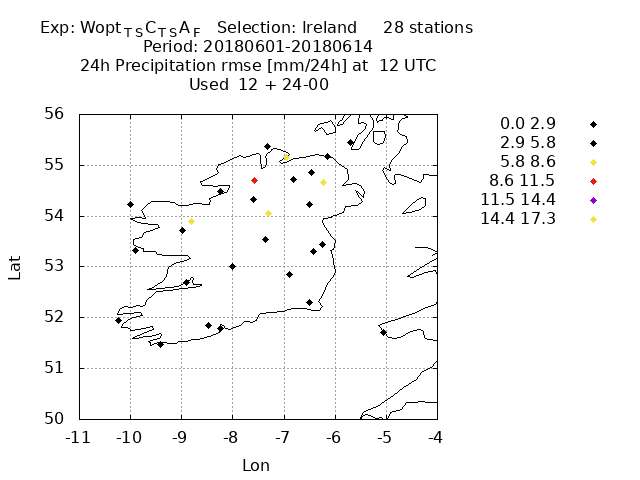 Exp: Wopt_TS C_TS A_F   Selection: Ireland     28 stations
Period: 20180601-20180614
24h Precipitation rmse [mm/24h] at  12 UTC
Used  12 + 24-00
56
55
54
53
52
51
50
-11 -10 -9 -8 -7 -6 -5 -4
Lat
Lon
0.0 2.9
2.9 5.8
5.8 8.6
8.6 11.5
11.5 14.4
14.4 17.3